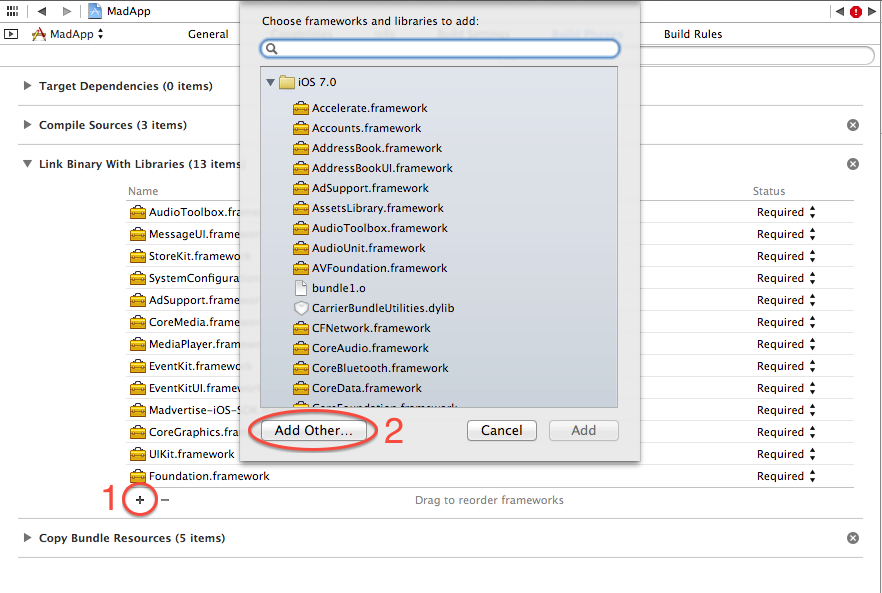 MadApp
MadApp
General
Build Rules
Choose frameworks and libraries to add:
iOS 7.0
Accelerate.framework
Accounts.framework
AddressBook.framework
AddressBookUI.framework
AdSupport.framework
AssetsLibrary.framework
AudioToolbox.framework
AudioUnit.framework
AVFoundation.framework
bundle1.o
CarrierBundleUtilities.dylib
CFNetwork.framework
CoreAudio.framework
CoreBluetooth.framework
CoreData.framework
CoreFoundation.framework
Add Other...
2
Cancel
Add
Target Dependencies (0 items)
Compile Sources (3 items)
Link Binary With Libraries (13 items
Name
Status
AudioToolbox.fra
Required
MessageUI.frame
Required
StoreKit.framewo
Required
SystemConfigura
Required
AdSupport.frame
Required
CoreMedia.frame
Required
MediaPlayer.fram
Required
EventKit.framewo
Required
EventKitUI.frame
Required
Madvertise-iOS-S
Required
CoreGraphics.fra
Required
UIKit.framework
Required
Foundation.framework
Required
1
+
−
Drag to reorder frameworks
Copy Bundle Resources (5 items)